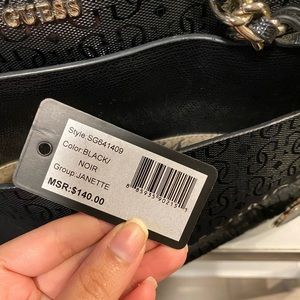 GUESS
Style:SG641409
Color:BLACK/
NOIR
Group:JANETTE
MSR:$140.00